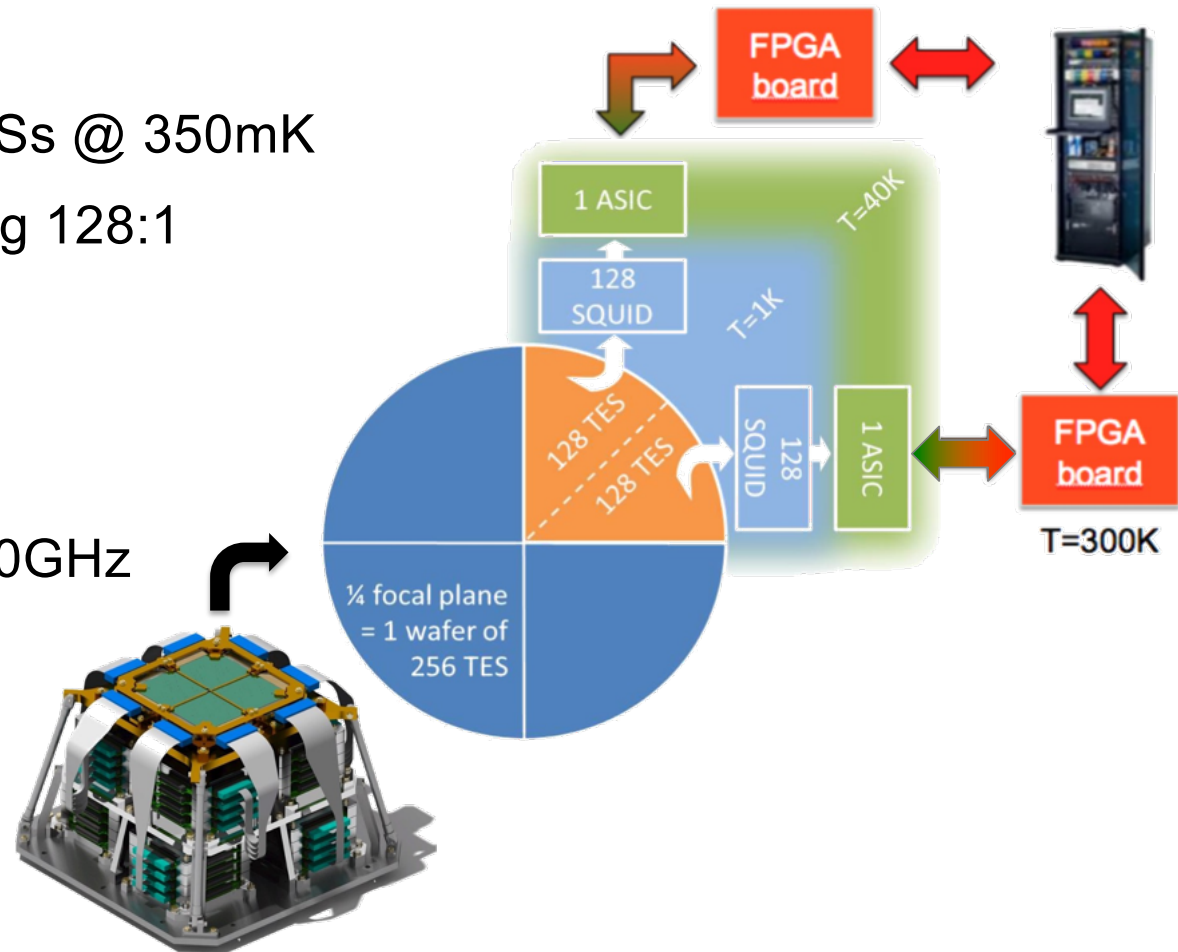 Ss @ 350mK
g 128:1
0GHz
FPGA
board
1 ASIC
T=40K
128
SQUID
T=1K
128 TES
128 TES
128
SQUID
1 ASIC
FPGA
board
T=300K
¼ focal plane
= 1 wafer of
256 TES